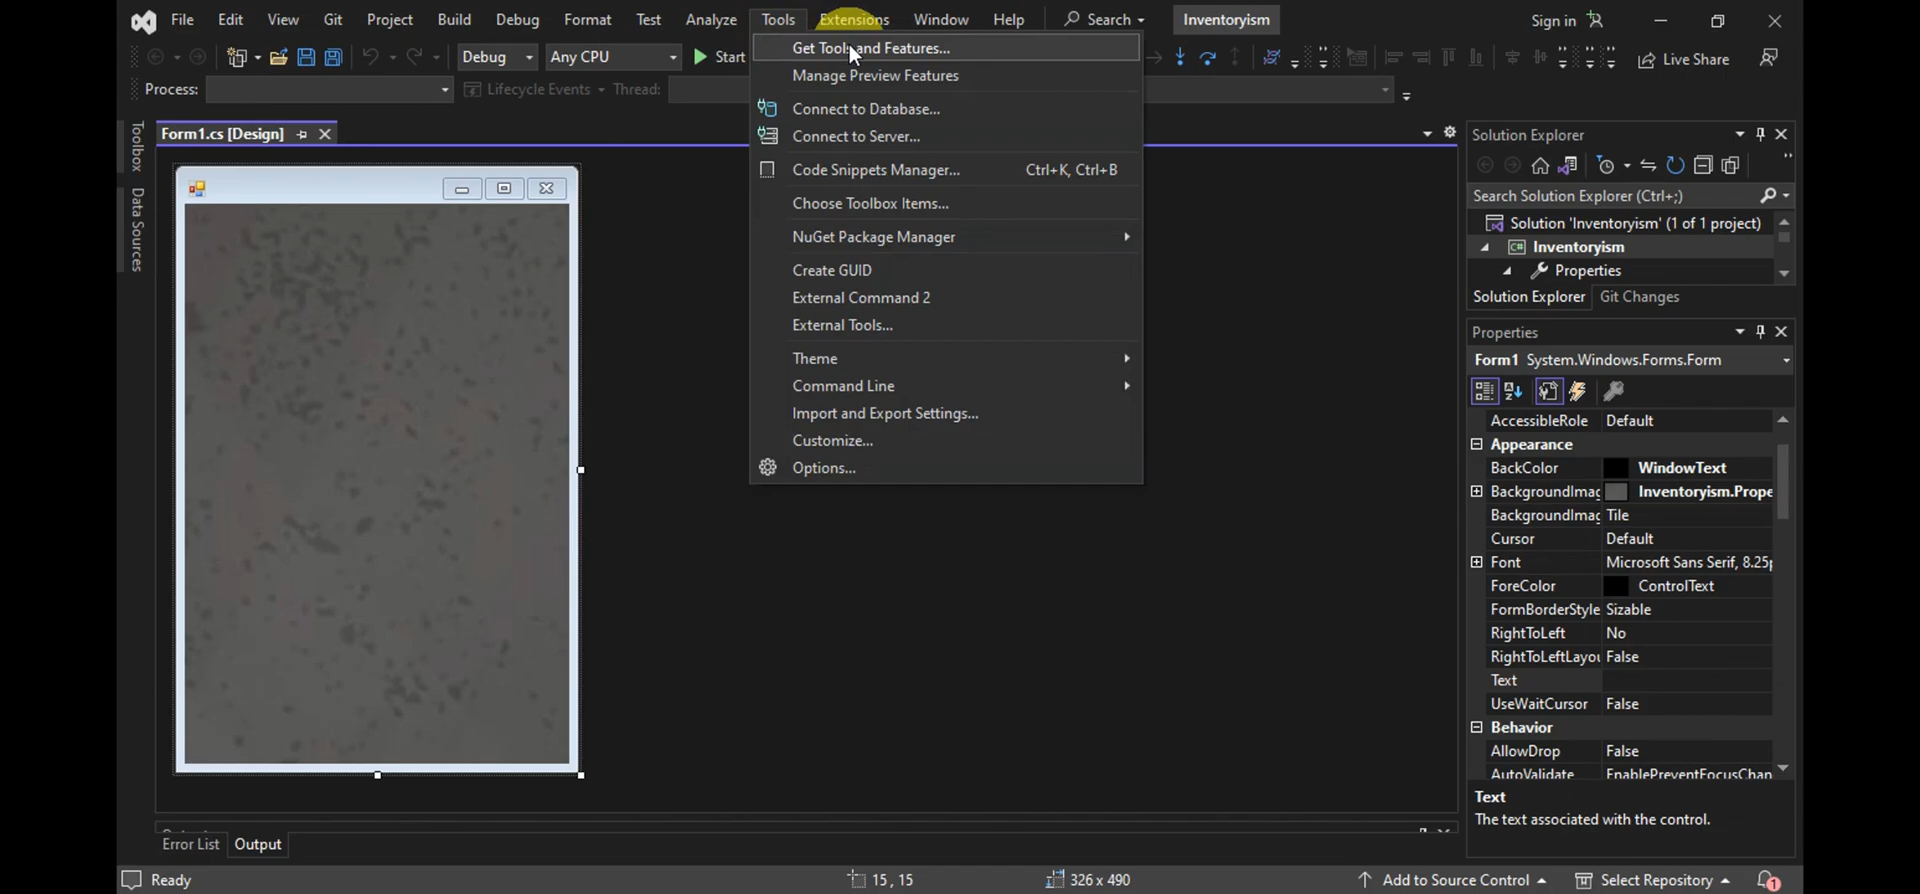 File Edit View Git Project Build Debug Format Test Analyze Tools Extensions Window Help Search Inventoryism Sign in
Debug Any CPU Start Live Share
Process: Lifecycle Events Thread:
Get Tools and Features...
Manage Preview Features
Connect to Database...
Connect to Server...
Code Snippets Manager... Ctrl+K, Ctrl+B
Choose Toolbox Items...
NuGet Package Manager
Create GUID
External Command 2
External Tools...
Theme
Command Line
Import and Export Settings...
Customize...
Options...
Toolbox
Data Sources
Form1.cs [Design]
Solution Explorer
Search Solution Explorer (Ctrl+;)
Solution 'Inventoryism' (1 of 1 project)
C# Inventoryism
Properties
Solution Explorer Git Changes
Properties
Form1 System.Windows.Forms.Form
AccessibleRole Default
Appearance
BackColor WindowText
BackgroundImag Inventoryism.Prope
BackgroundImag Tile
Cursor Default
Font Microsoft Sans Serif, 8.25p
ForeColor ControlText
FormBorderStyle Sizable
RightToLeft No
RightToLeftLayou False
Text
UseWaitCursor False
Behavior
AllowDrop False
AutoValidate EnablePreventFocusChan
Text
The text associated with the control.
Error List Output
Ready 15 , 15 326 x 490 Add to Source Control Select Repository 1